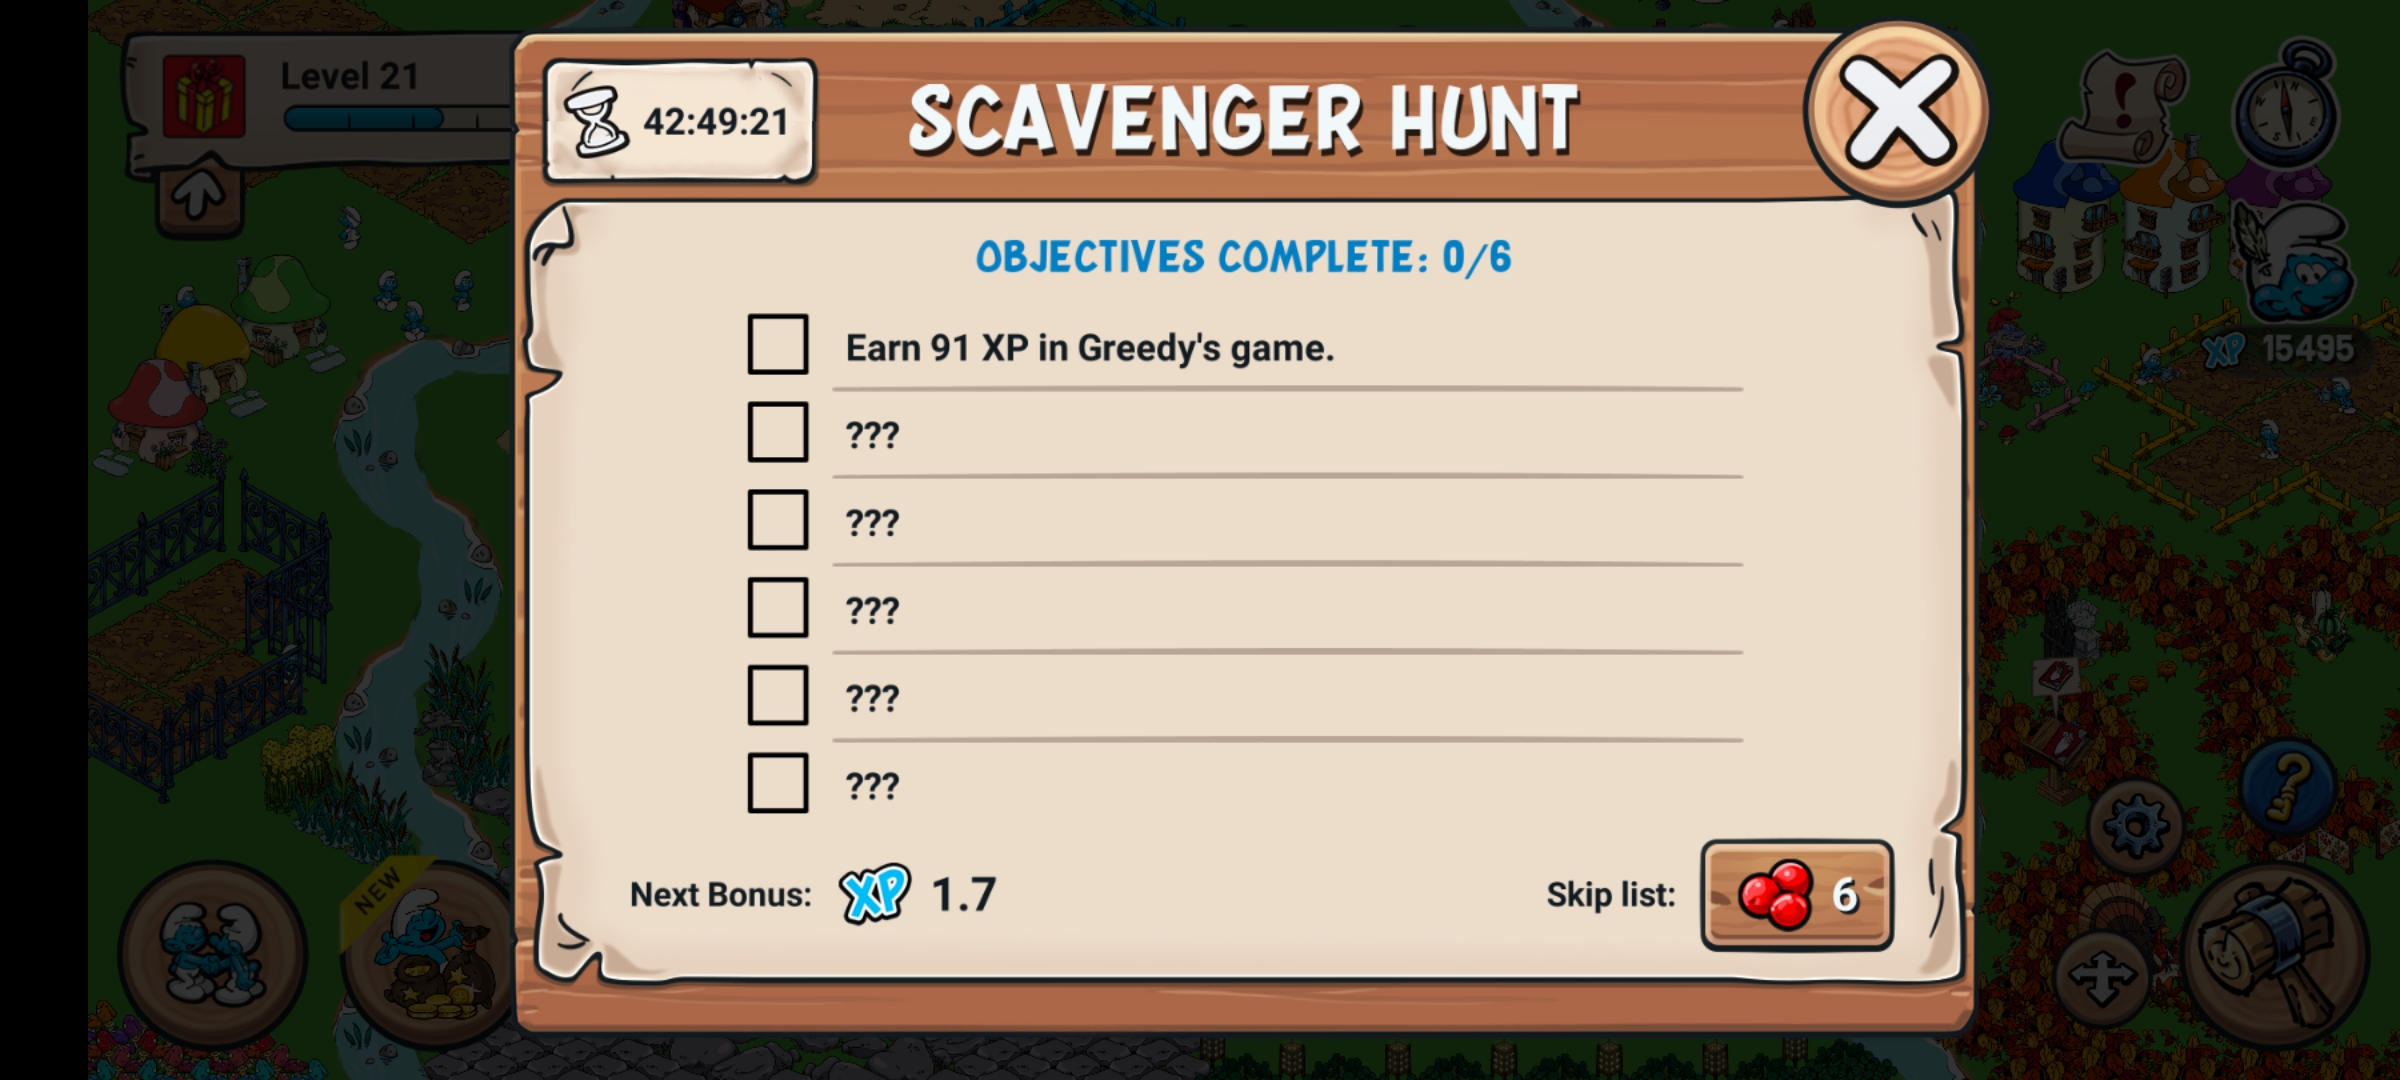 Level 21
42:49:21
SCAVENGER HUNT
OBJECTIVES COMPLETE: 0/6
Earn 91 XP in Greedy's game.
???
???
???
???
???
XP 15495
Next Bonus: XP 1.7
Skip list: 6
NEW